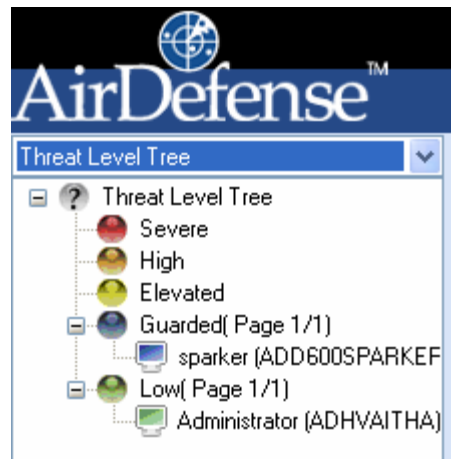 AirDefense™
Threat Level Tree
? Threat Level Tree
Severe
High
Elevated
Guarded( Page 1/1)
sparker (ADD600SPARKEF
Low( Page 1/1)
Administrator (ADHVAITHA)